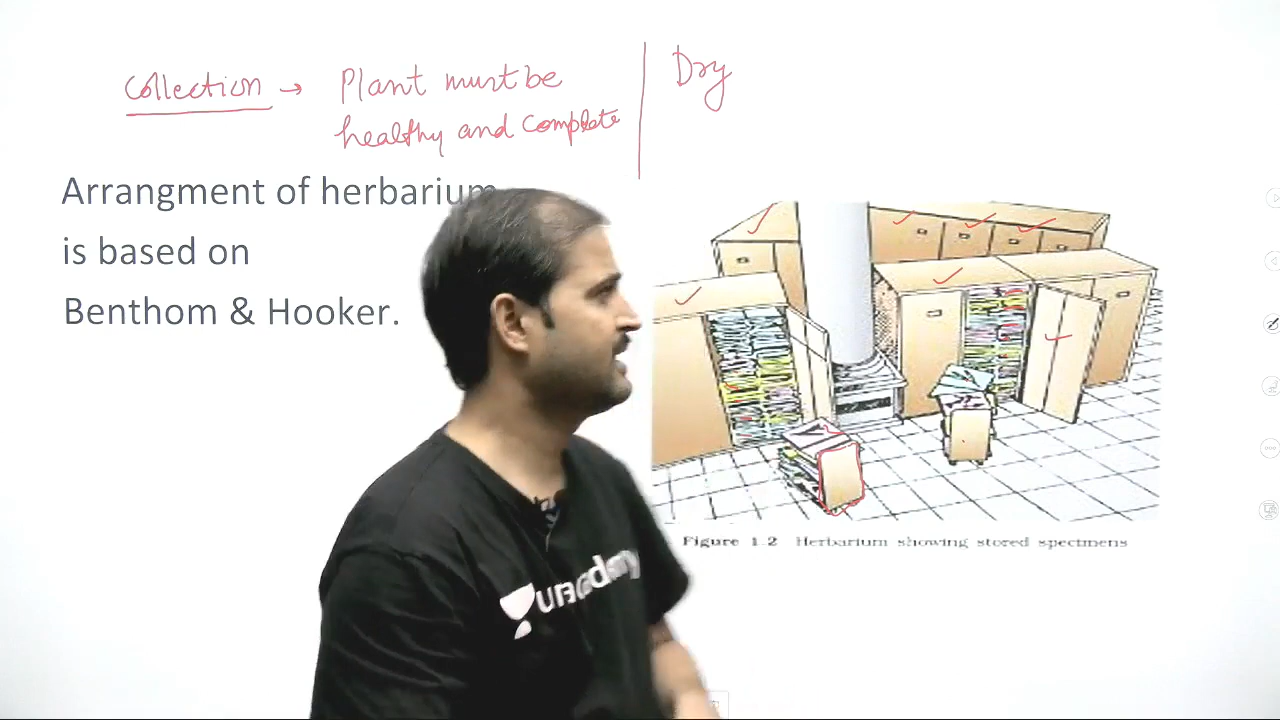 Collection → Plant must be
healthy and complete
Dry
Arrangment of herbarium
is based on
Benthom & Hooker.
Figure 1.2 Herbarium showing stored specimens
unacademy